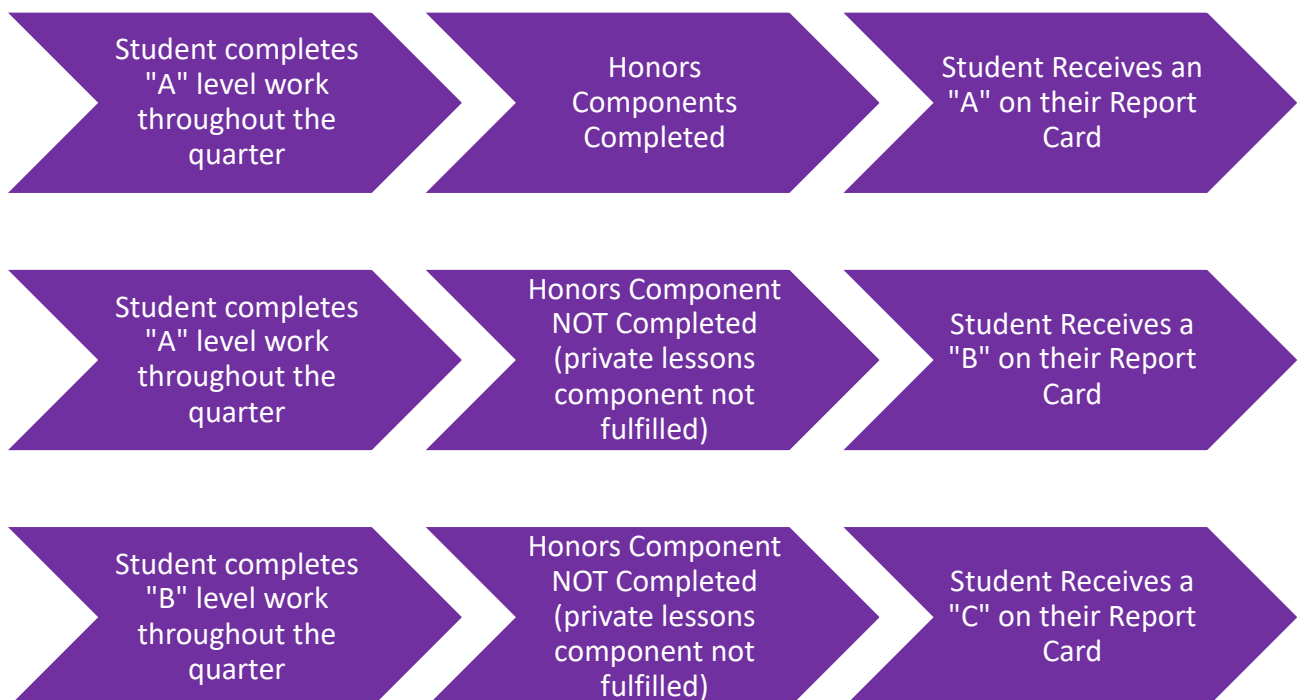 Student completes
"A" level work
throughout the
quarter
Honors
Components
Completed
Student Receives an
"A" on their Report
Card
Student completes
"A" level work
throughout the
quarter
Honors Component
NOT Completed
(private lessons
component not
fulfilled)
Student Receives a
"B" on their Report
Card
Student completes
"B" level work
throughout the
quarter
Honors Component
NOT Completed
(private lessons
component not
fulfilled)
Student Receives a
"C" on their Report
Card